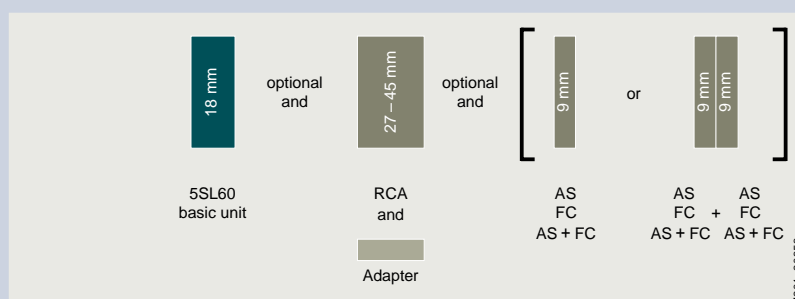 18 mm
optional
and
27 – 45 mm
optional
and
9 mm
or
9 mm
9 mm
5SL60
basic unit
RCA
and
Adapter
AS
FC
AS + FC
AS AS
FC + FC
AS + FC AS + FC